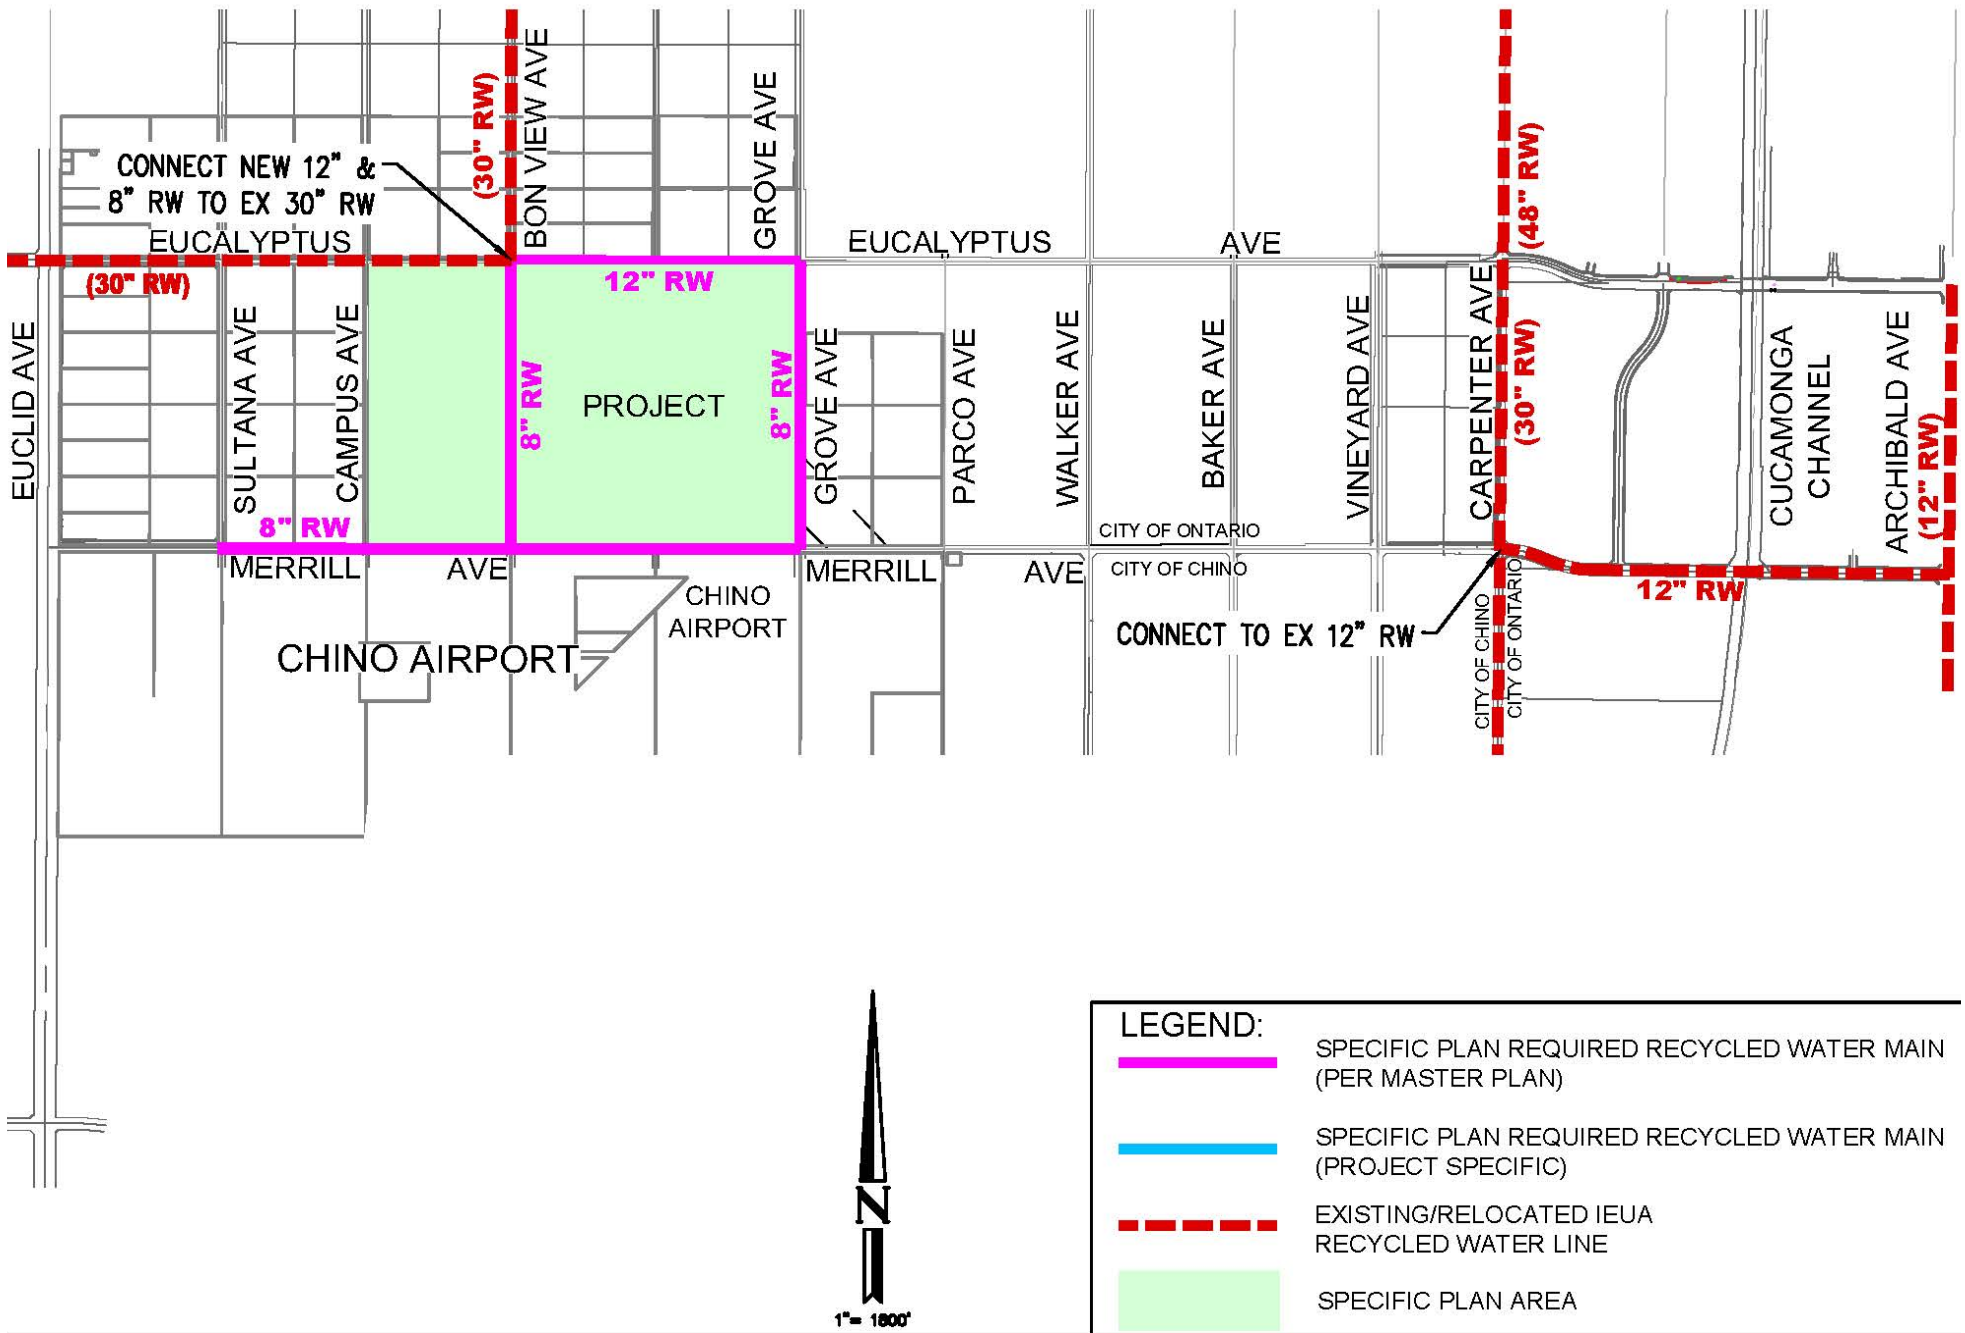 BON VIEW AVE
(30" RW)
GROVE AVE
CONNECT NEW 12" &
8" RW TO EX 30" RW
(48" RW)
EUCALYPTUS
EUCALYPTUS
AVE
(30" RW)
12" RW
EUCLID AVE
SULTANA AVE
CAMPUS AVE
8" RW
PROJECT
8" RW
GROVE AVE
PARCO AVE
WALKER AVE
BAKER AVE
VINEYARD AVE
CARPENTER AVE
(30" RW)
CUCAMONGA
CHANNEL
ARCHIBALD AVE
(12" RW)
8" RW
CITY OF ONTARIO
MERRILL
AVE
MERRILL
AVE
CITY OF CHINO
12" RW
CHINO
AIRPORT
CHINO AIRPORT
CONNECT TO EX 12" RW
CITY OF CHINO
CITY OF ONTARIO
N
1"= 1800'
LEGEND:
SPECIFIC PLAN REQUIRED RECYCLED WATER MAIN
(PER MASTER PLAN)
SPECIFIC PLAN REQUIRED RECYCLED WATER MAIN
(PROJECT SPECIFIC)
EXISTING/RELOCATED IEUA
RECYCLED WATER LINE
SPECIFIC PLAN AREA